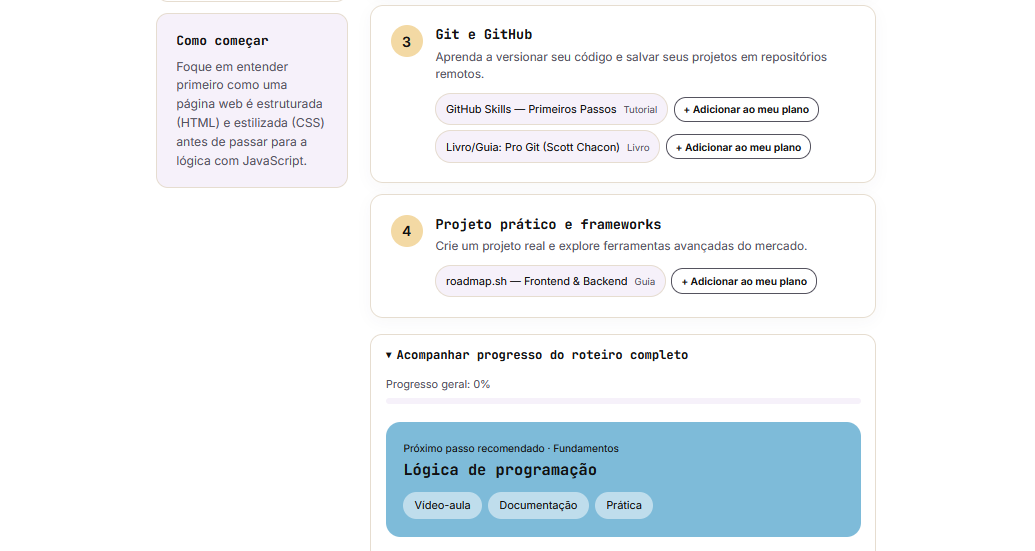 Como começar
Foque em entender
primeiro como uma
página web é estruturada
(HTML) e estilizada (CSS)
antes de passar para a
lógica com JavaScript.
3
Git e GitHub
Aprenda a versionar seu código e salvar seus projetos em repositórios
remotos.
GitHub Skills — Primeiros Passos Tutorial + Adicionar ao meu plano
Livro/Guia: Pro Git (Scott Chacon) Livro + Adicionar ao meu plano
4
Projeto prático e frameworks
Crie um projeto real e explore ferramentas avançadas do mercado.
roadmap.sh — Frontend & Backend Guia + Adicionar ao meu plano
▾ Acompanhar progresso do roteiro completo
Progresso geral: 0%
Próximo passo recomendado · Fundamentos
Lógica de programação
Vídeo-aula Documentação Prática